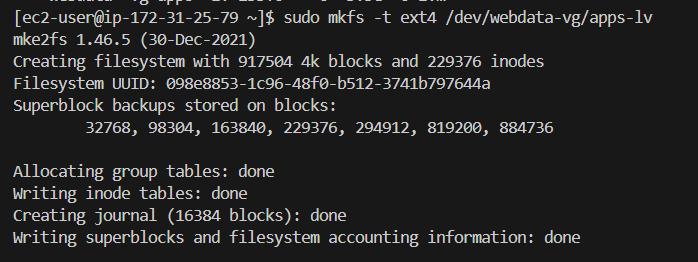 [ec2-user@ip-172-31-25-79 ~]$ sudo mkfs -t ext4 /dev/webdata-vg/apps-lv
mke2fs 1.46.5 (30-Dec-2021)
Creating filesystem with 917504 4k blocks and 229376 inodes
Filesystem UUID: 098e8853-1c96-48f0-b512-3741b797644a
Superblock backups stored on blocks:
        32768, 98304, 163840, 229376, 294912, 819200, 884736
Allocating group tables: done
Writing inode tables: done
Creating journal (16384 blocks): done
Writing superblocks and filesystem accounting information: done